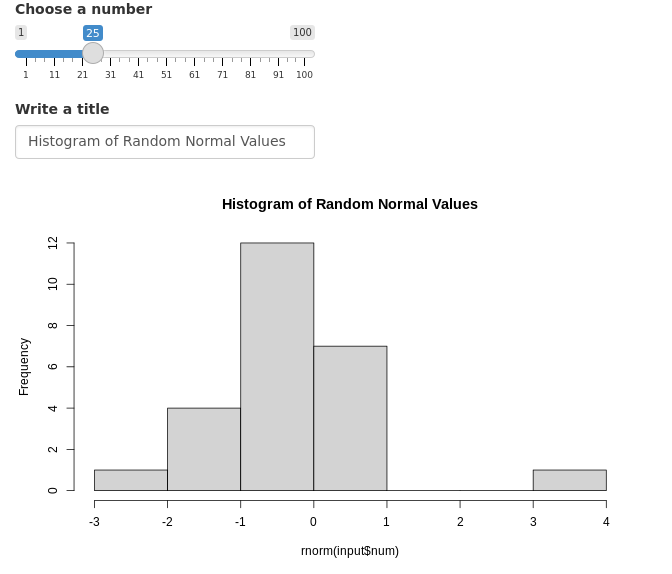 Choose a number
1 25 100
1 11 21 31 41 51 61 71 81 91 100
Write a title
Histogram of Random Normal Values
Histogram of Random Normal Values
12
10
8
6
4
2
0
Frequency
-3 -2 -1 0 1 2 3 4
rnorm(input$num)